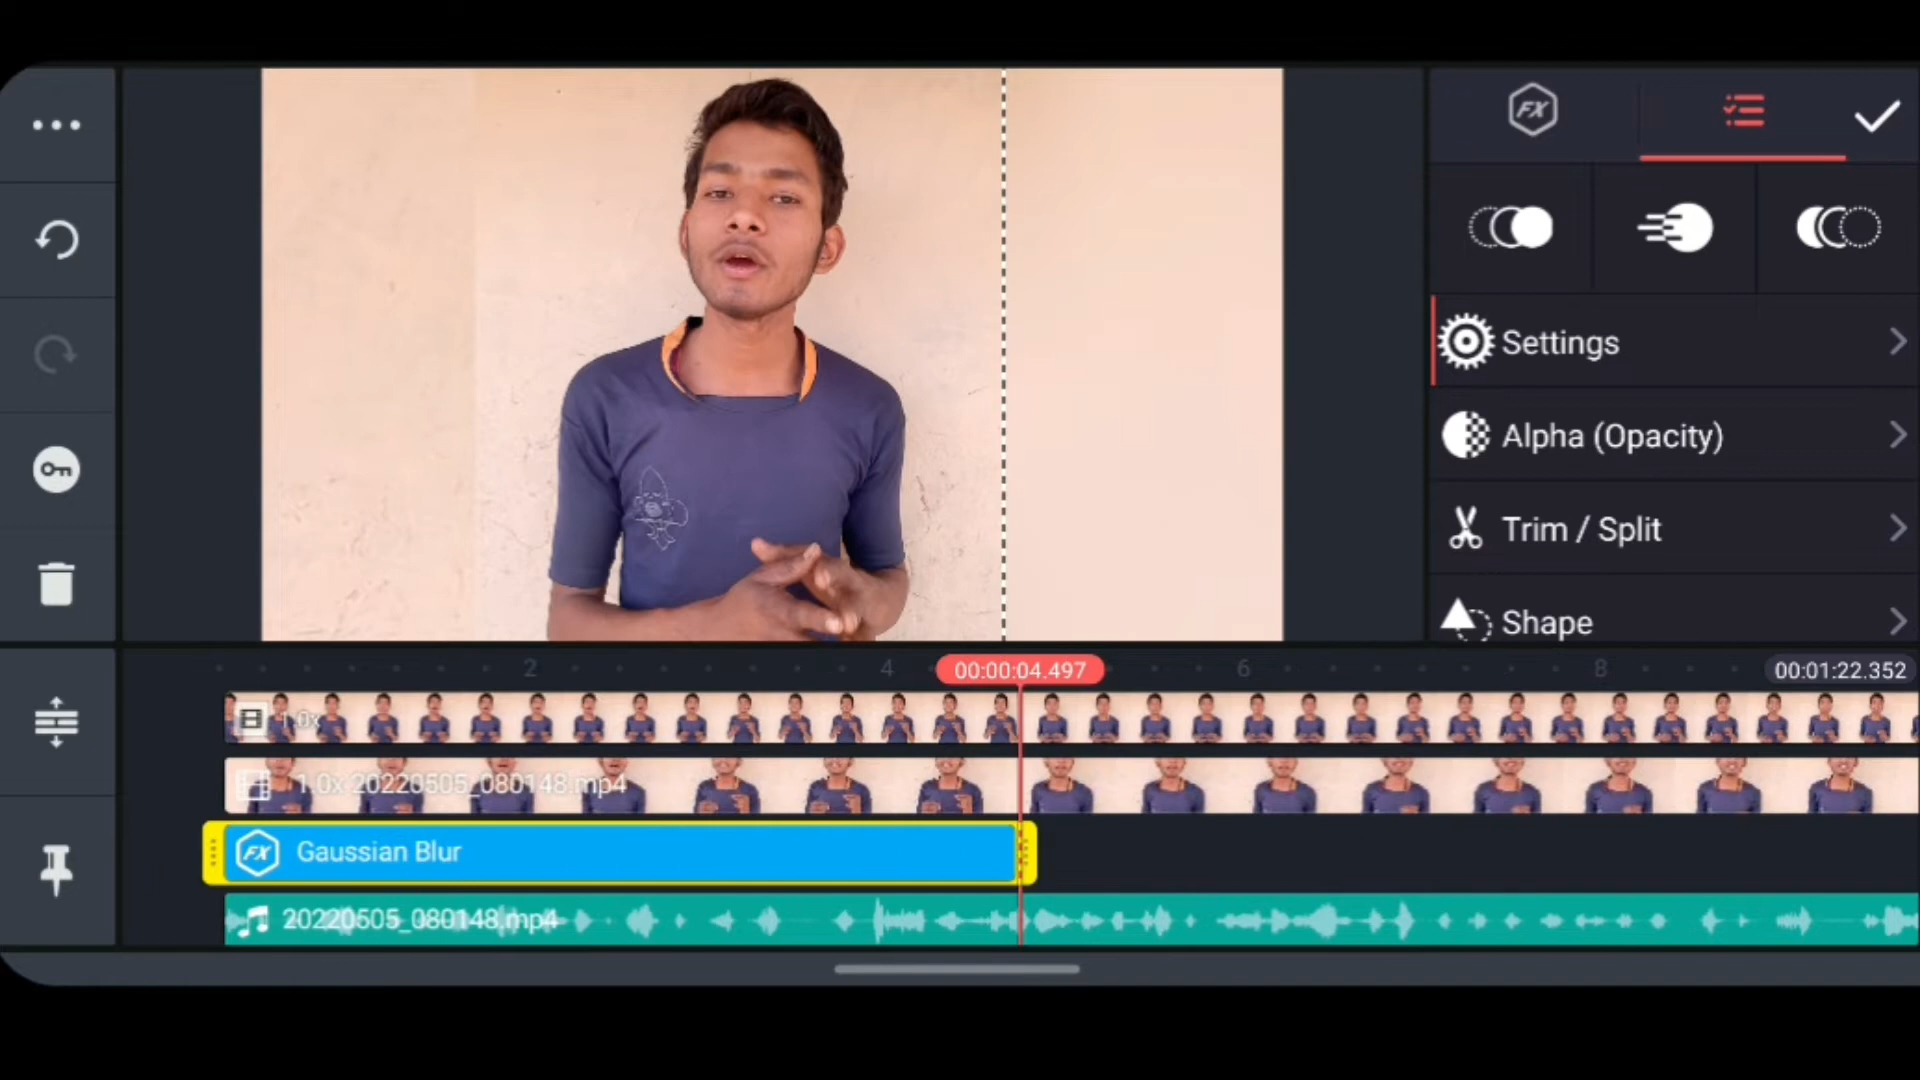 FX
Settings
Alpha (Opacity)
Trim / Split
Shape
2
4
00:00:04.497
6
8
00:01:22.352
1.0x
1.0x 20220505_080148.mp4
FX Gaussian Blur
20220505_080148.mp4